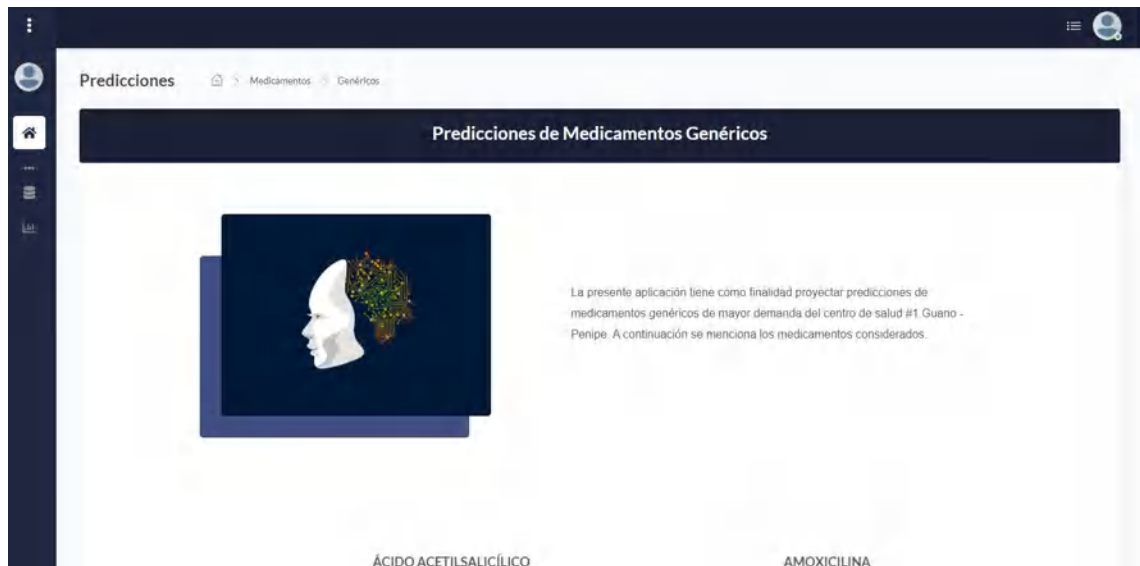 Predicciones
Medicamentos > Genéricos
Predicciones de Medicamentos Genéricos
La presente aplicación tiene como finalidad proyectar predicciones de
medicamentos genéricos de mayor demanda del centro de salud #1 Guano -
Penipe. A continuación se menciona los medicamentos considerados.
ÁCIDO ACETILSALICÍLICO
AMOXICILINA